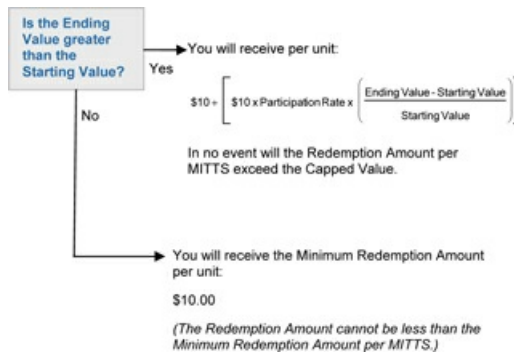 Is the Ending
Value greater
than the
Starting Value?
Yes
You will receive per unit:
$10 + [ $10 x Participation Rate x ( Ending Value - Starting Value
Starting Value )
In no event will the Redemption Amount per
MITTS exceed the Capped Value.
No
You will receive the Minimum Redemption Amount
per unit:
$10.00
(The Redemption Amount cannot be less than the
Minimum Redemption Amount per MITTS.)